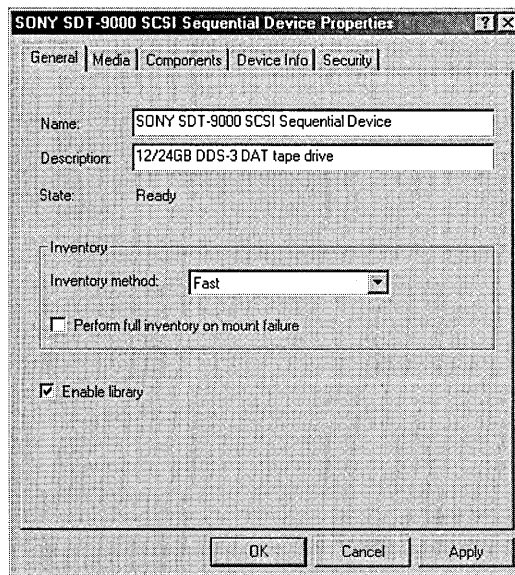 SONY SDT-9000 SCSI Sequential Device Properties ? X
General Media Components Device Info Security
Name: SONY SDT-9000 SCSI Sequential Device
Description: 12/24GB DDS-3 DAT tape drive
State: Ready
Inventory
Inventory method: Fast
Perform full inventory on mount failure
Enable library
OK Cancel Apply